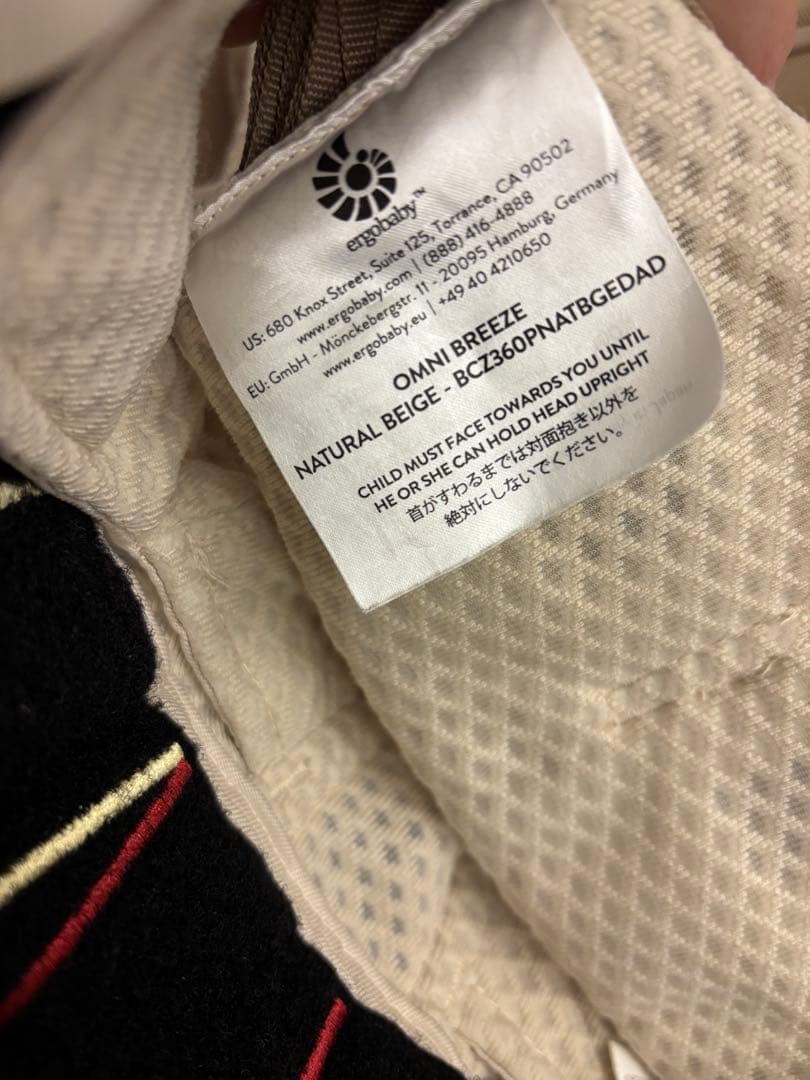 ergobaby™
US: 680 Knox Street, Suite 125, Torrance, CA 90502
www.ergobaby.com | (888) 416-4888
EU: GmbH - Mönckebergstr. 11 - 20095 Hamburg, Germany
www.ergobaby.eu | +49 40 4210650
OMNI BREEZE
NATURAL BEIGE - BCZ360PNATBGEDAD
CHILD MUST FACE TOWARDS YOU UNTIL
HE OR SHE CAN HOLD HEAD UPRIGHT
首がすわるまでは対面抱き以外を
絶対にしないでください。